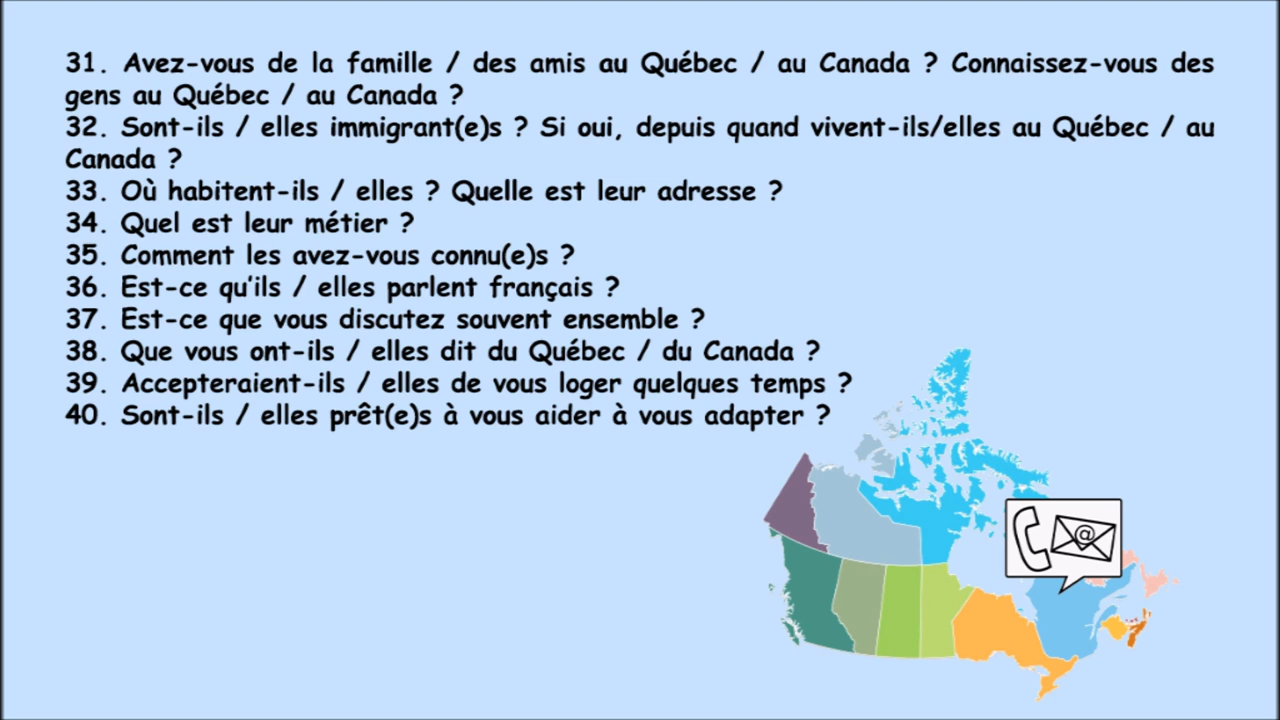 31. Avez-vous de la famille / des amis au Québec / au Canada ? Connaissez-vous des
gens au Québec / au Canada ?
32. Sont-ils / elles immigrant(e)s ? Si oui, depuis quand vivent-ils/elles au Québec / au
Canada ?
33. Où habitent-ils / elles ? Quelle est leur adresse ?
34. Quel est leur métier ?
35. Comment les avez-vous connu(e)s ?
36. Est-ce qu'ils / elles parlent français ?
37. Est-ce que vous discutez souvent ensemble ?
38. Que vous ont-ils / elles dit du Québec / du Canada ?
39. Accepteraient-ils / elles de vous loger quelques temps ?
40. Sont-ils / elles prêt(e)s à vous aider à vous adapter ?
@